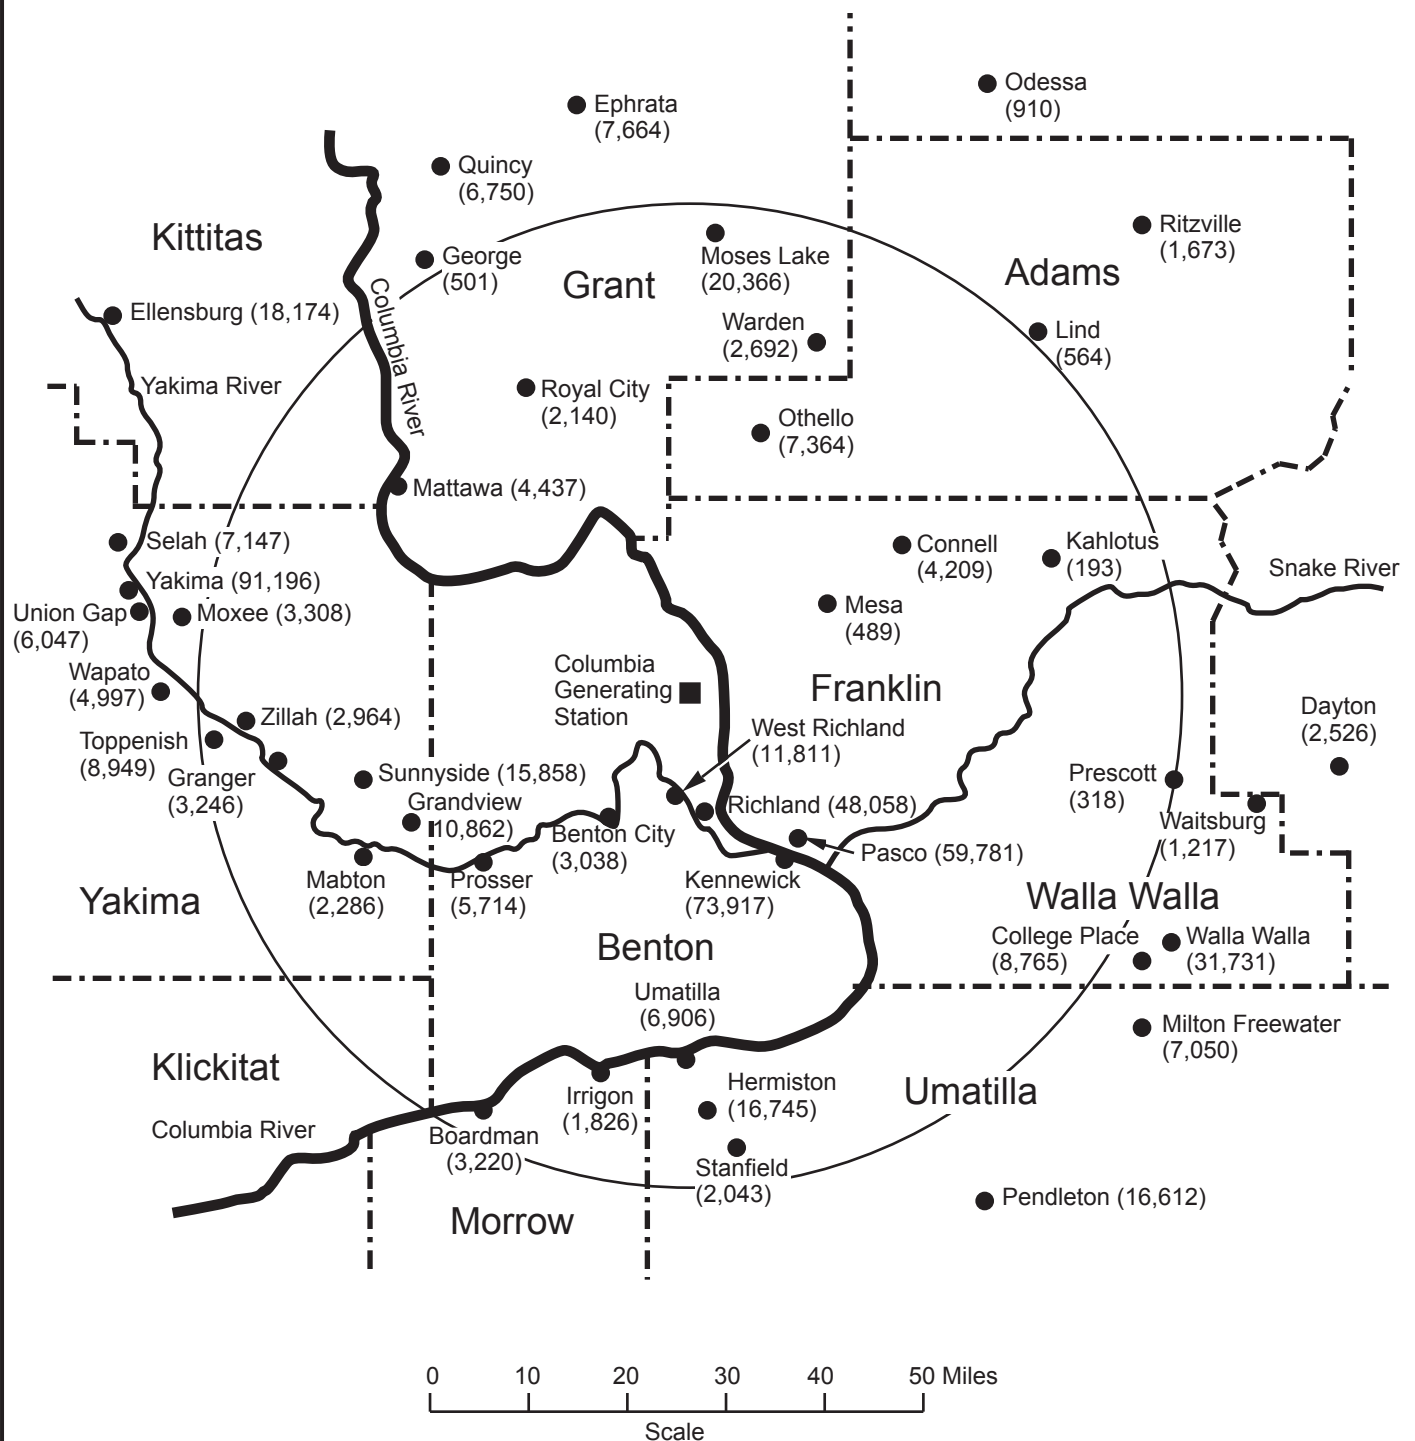 Odessa
(910)
Ephrata
(7,664)
Quincy
(6,750)
Kittitas
Ritzville
(1,673)
George
(501)
Moses Lake
(20,366)
Grant
Adams
Ellensburg (18,174)
Columbia River
Warden
(2,692)
Lind
(564)
Yakima River
Royal City
(2,140)
Othello
(7,364)
Mattawa (4,437)
Selah (7,147)
Connell
(4,209)
Kahlotus
(193)
Snake River
Yakima (91,196)
Union Gap
(6,047)
Moxee (3,308)
Mesa
(489)
Wapato
(4,997)
Columbia
Generating
Station
Franklin
Zillah (2,964)
West Richland
(11,811)
Dayton
(2,526)
Toppenish
(8,949)
Granger
(3,246)
Sunnyside (15,858)
Prescott
(318)
Grandview
10,862)
Richland (48,058)
Waitsburg
(1,217)
Benton City
(3,038)
Pasco (59,781)
Mabton
(2,286)
Prosser
(5,714)
Kennewick
(73,917)
Yakima
Walla Walla
Benton
College Place
(8,765)
Walla Walla
(31,731)
Umatilla
(6,906)
Milton Freewater
(7,050)
Klickitat
Hermiston
(16,745)
Umatilla
Irrigon
(1,826)
Columbia River
Boardman
(3,220)
Stanfield
(2,043)
Pendleton (16,612)
Morrow
0 10 20 30 40 50 Miles
Scale